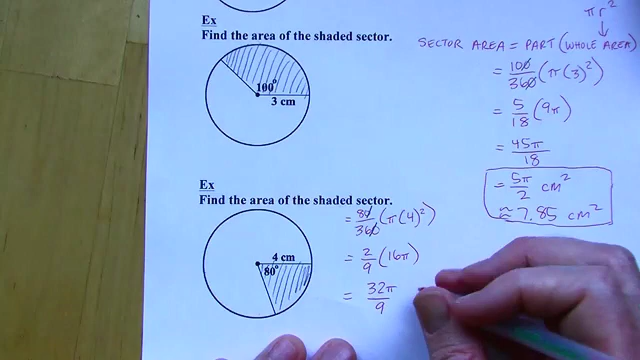 Ex
Find the area of the shaded sector.
100°
3 cm
πr²
↓
SECTOR AREA = PART (WHOLE AREA)
= 100/360 (π(3)²)
= 5/18 (9π)
= 45π/18
= 5π/2 cm²
≈ 7.85 cm²
Ex
Find the area of the shaded sector.
4 cm
80°
= 80/360 (π(4)²)
= 2/9 (16π)
= 32π/9